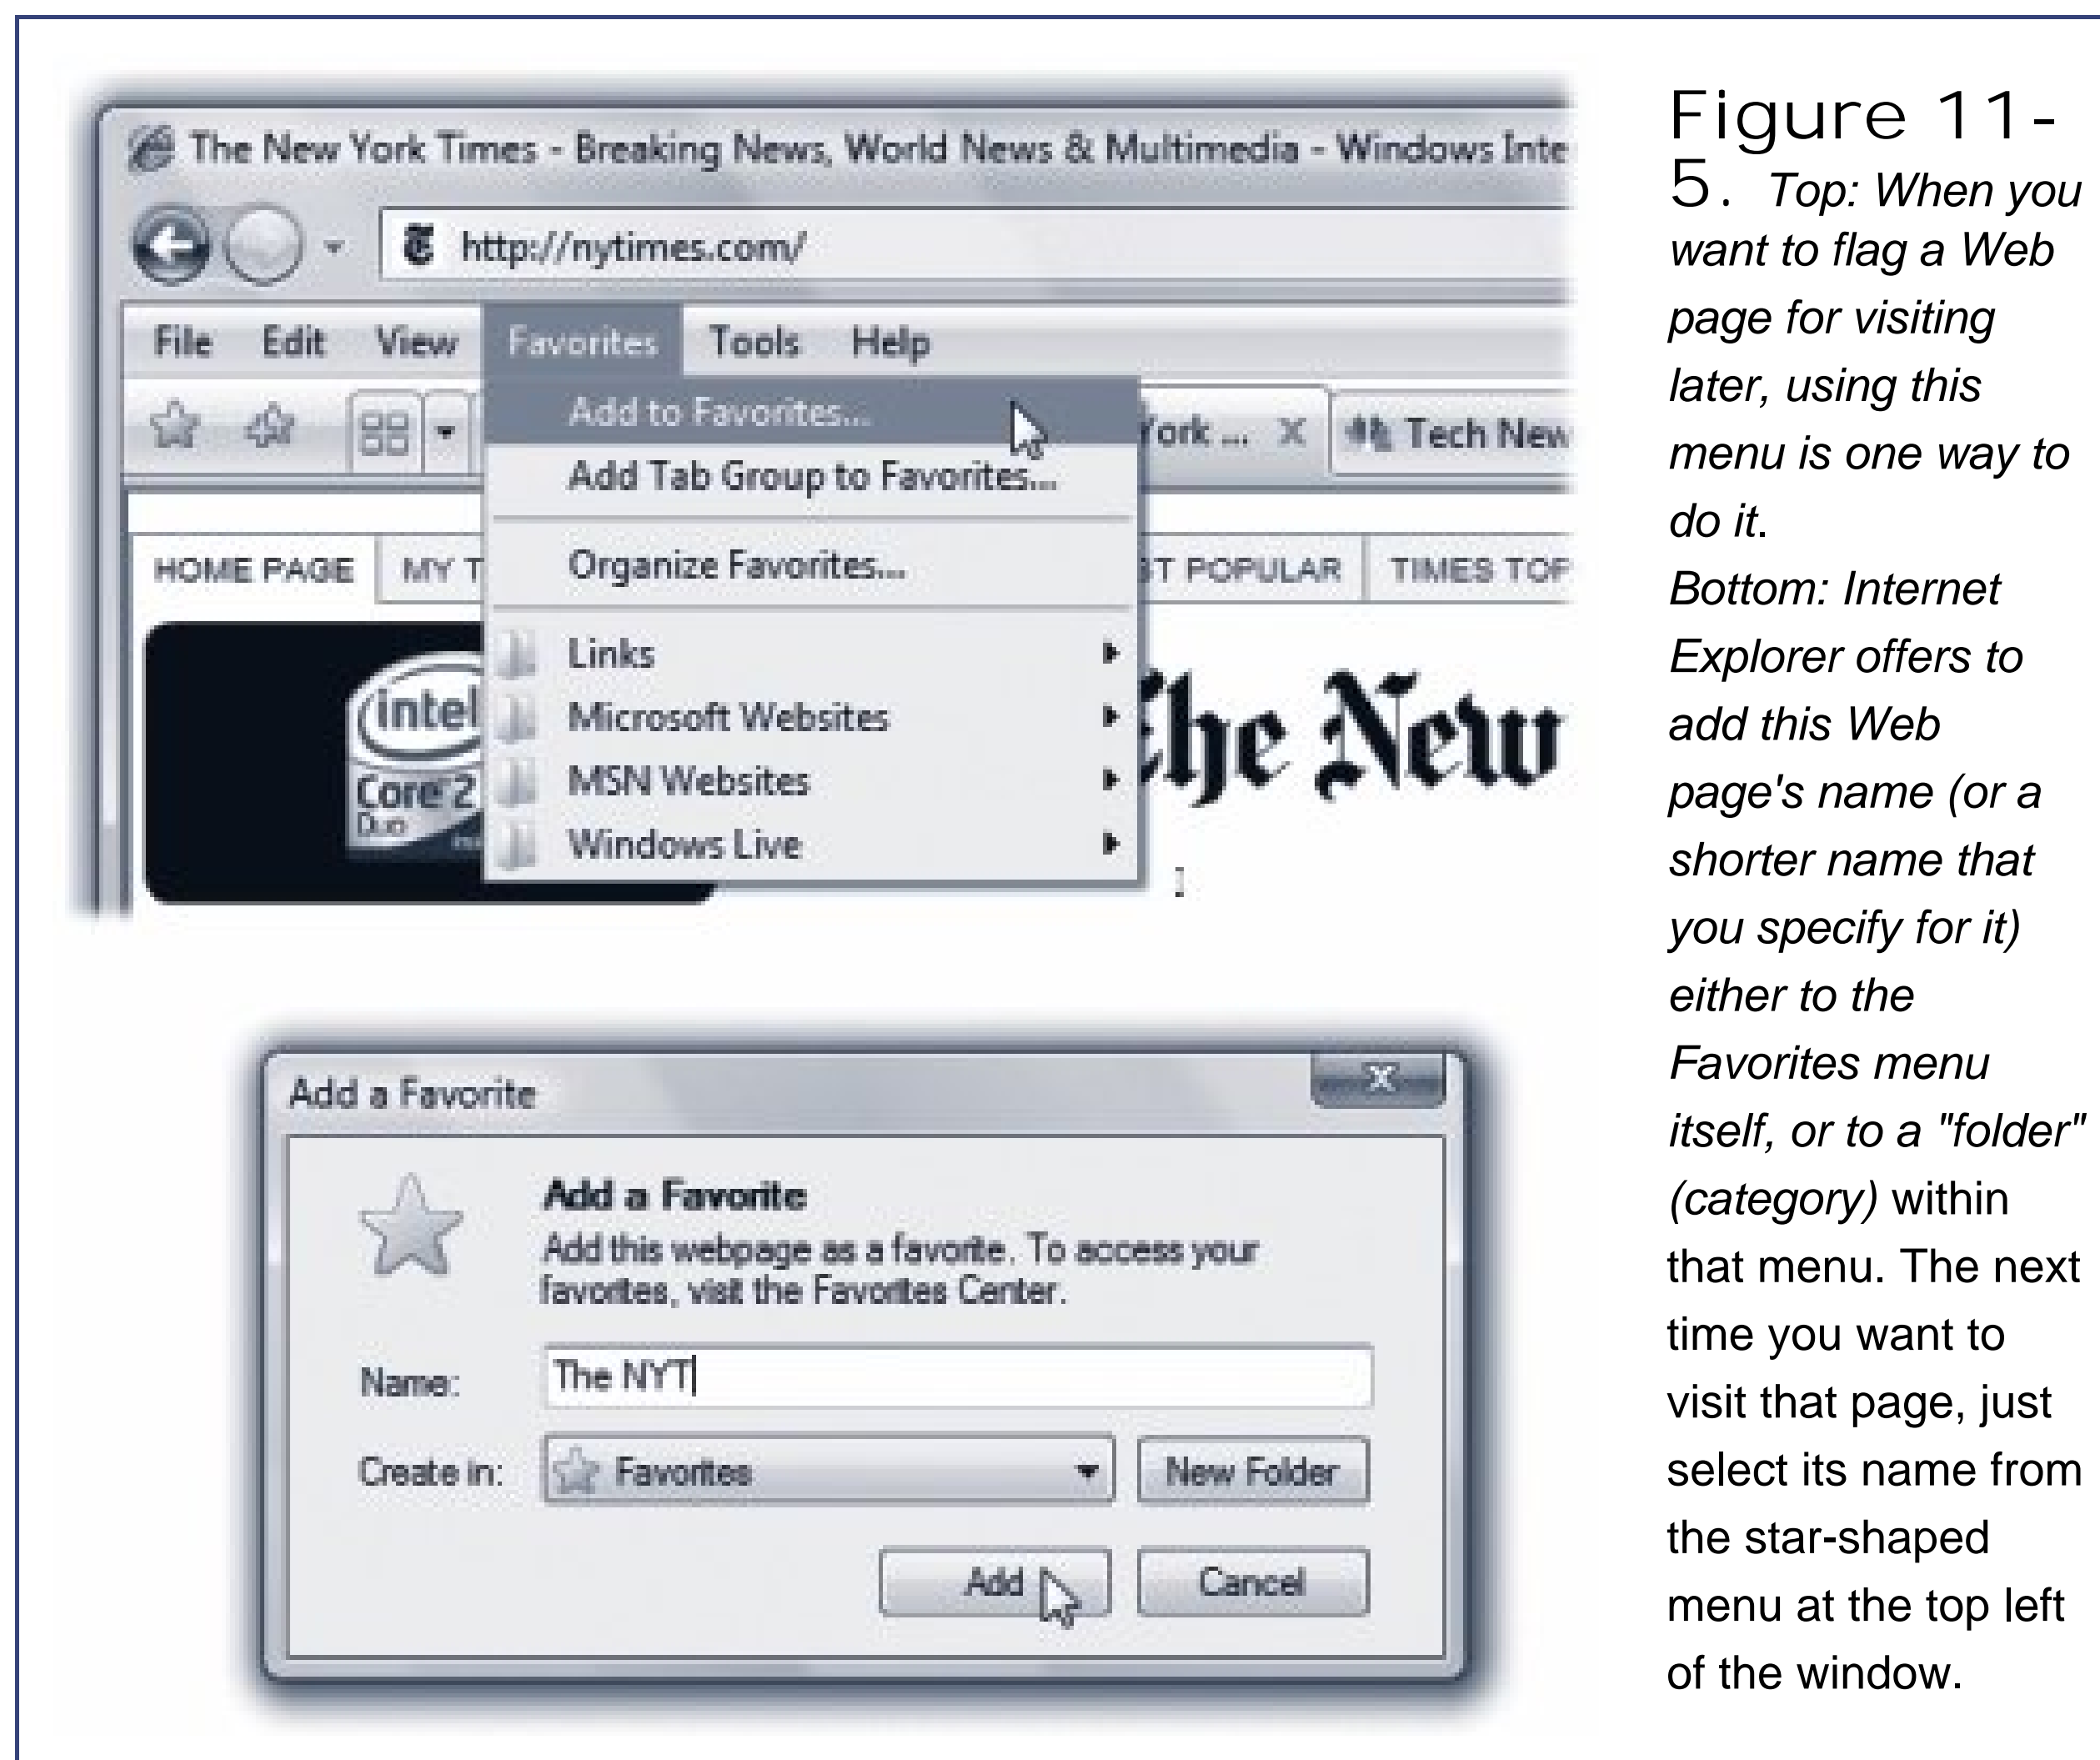 The New York Times - Breaking News, World News & Multimedia - Windows Inte
http://nytimes.com/
File Edit View Favorites Tools Help
Add to Favorites...
York ... X Tech New
Add Tab Group to Favorites...
HOME PAGE MY T
Organize Favorites...
ST POPULAR TIMES TOP
Links
intel
Microsoft Websites
The New
Core 2
MSN Websites
Duo
Windows Live
Add a Favorite
Add a Favorite
Add this webpage as a favorite. To access your
favorites, visit the Favorites Center.
Name: The NYT
Create in: Favorites New Folder
Add Cancel
Figure 11-
5. Top: When you
want to flag a Web
page for visiting
later, using this
menu is one way to
do it.
Bottom: Internet
Explorer offers to
add this Web
page's name (or a
shorter name that
you specify for it)
either to the
Favorites menu
itself, or to a "folder"
(category) within
that menu. The next
time you want to
visit that page, just
select its name from
the star-shaped
menu at the top left
of the window.